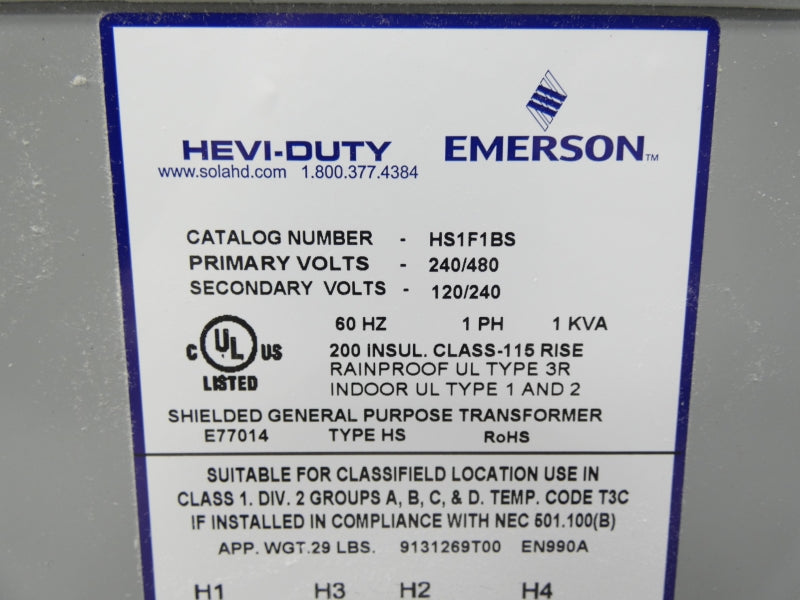 HEVI-DUTY EMERSON™
www.solahd.com 1.800.377.4384
CATALOG NUMBER - HS1F1BS
PRIMARY VOLTS - 240/480
SECONDARY VOLTS - 120/240
60 HZ 1 PH 1 KVA
C UL US LISTED
200 INSUL. CLASS-115 RISE
RAINPROOF UL TYPE 3R
INDOOR UL TYPE 1 AND 2
SHIELDED GENERAL PURPOSE TRANSFORMER
E77014 TYPE HS RoHS
SUITABLE FOR CLASSIFIELD LOCATION USE IN
CLASS 1. DIV. 2 GROUPS A, B, C, & D. TEMP. CODE T3C
IF INSTALLED IN COMPLIANCE WITH NEC 501.100(B)
APP. WGT.29 LBS. 9131269T00 EN990A
H1 H3 H2 H4